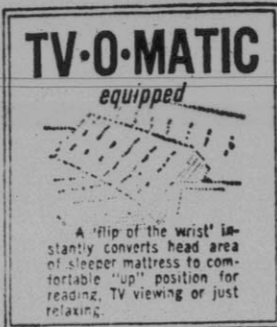 TV·O·MATIC
equipped
A 'flip of the wrist' in-
stantly converts head area
of sleeper mattress to com-
fortable "up" position for
reading, TV viewing or just
relaxing.